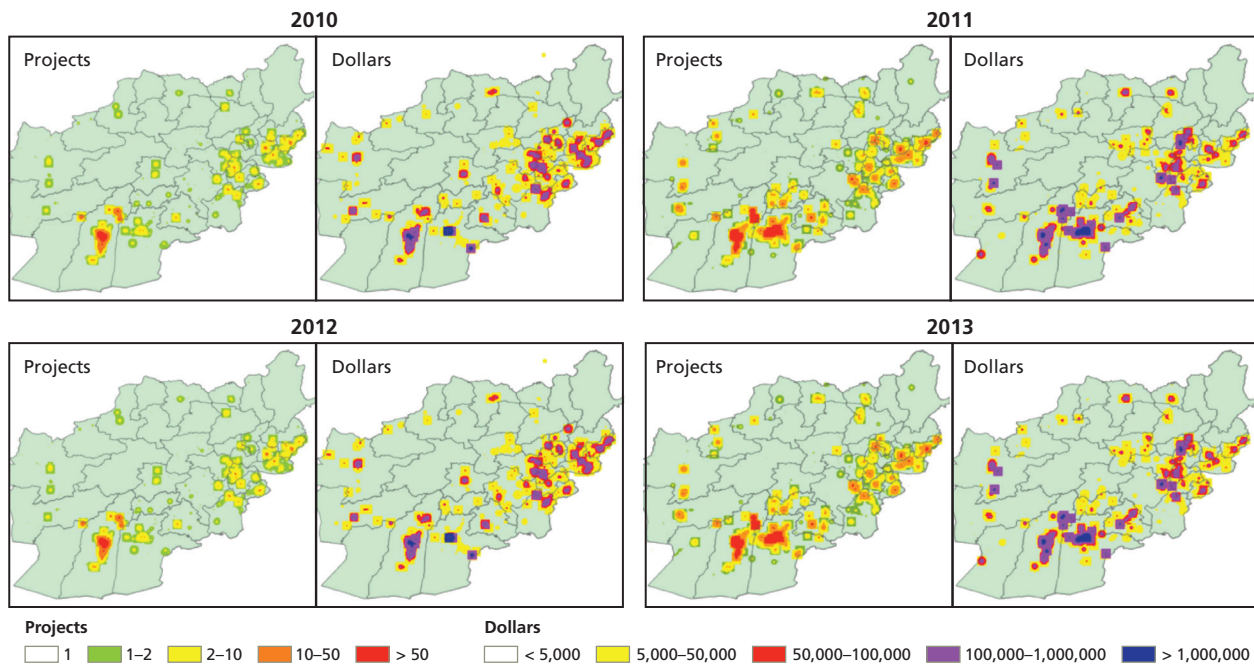 2010
2011
Projects
Dollars
Projects
Dollars
2012
2013
Projects
Dollars
Projects
Dollars
Projects
Dollars
1
1–2
2–10
10–50
> 50
< 5,000
5,000–50,000
50,000–100,000
100,000–1,000,000
> 1,000,000